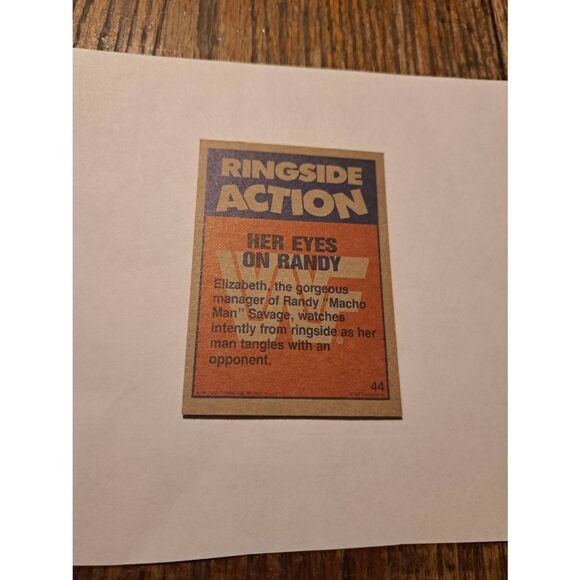 RINGSIDE
ACTION
HER EYES
ON RANDY
Elizabeth, the gorgeous
manager of Randy "Macho
Man" Savage, watches
intently from ringside as her
man tangles with an
opponent.
44